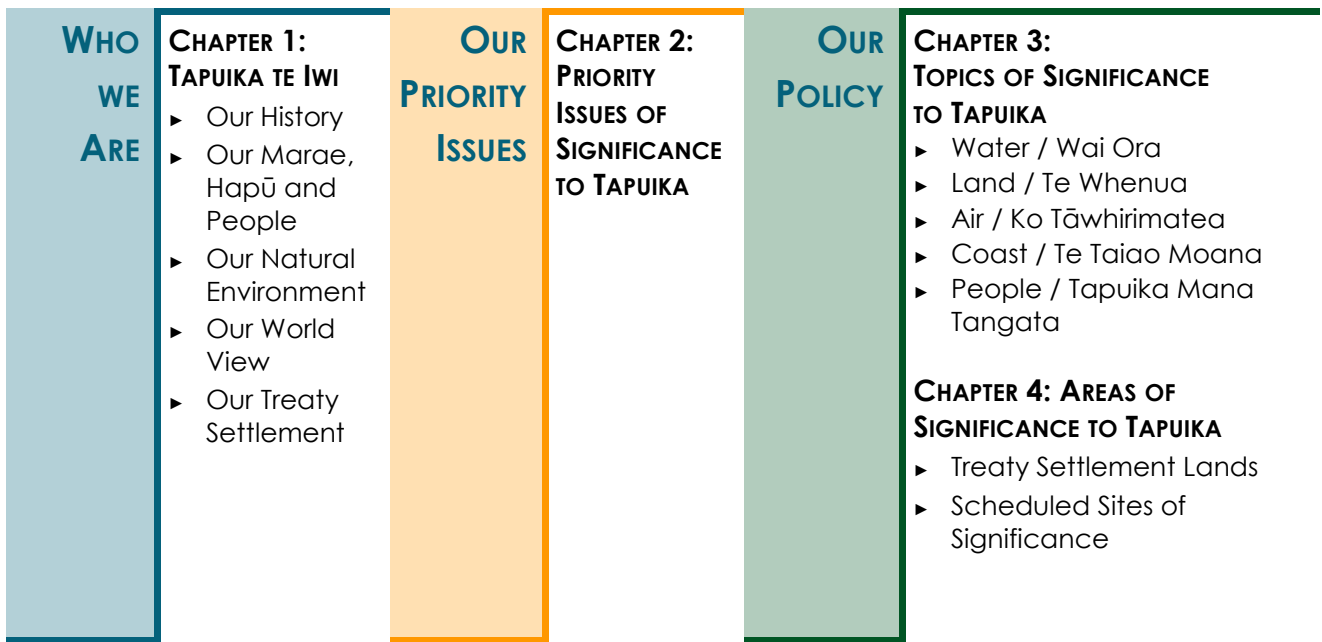 WHO
WE
ARE
CHAPTER 1:
TAPUIKA TE IWI
► Our History
► Our Marae,
Hapū and
People
► Our Natural
Environment
► Our World
View
► Our Treaty
Settlement
OUR
PRIORITY
ISSUES
CHAPTER 2:
PRIORITY
ISSUES OF
SIGNIFICANCE
TO TAPUIKA
OUR
POLICY
CHAPTER 3:
TOPICS OF SIGNIFICANCE
TO TAPUIKA
► Water / Wai Ora
► Land / Te Whenua
► Air / Ko Tāwhirimatea
► Coast / Te Taiao Moana
► People / Tapuika Mana
Tangata
CHAPTER 4: AREAS OF
SIGNIFICANCE TO TAPUIKA
► Treaty Settlement Lands
► Scheduled Sites of
Significance